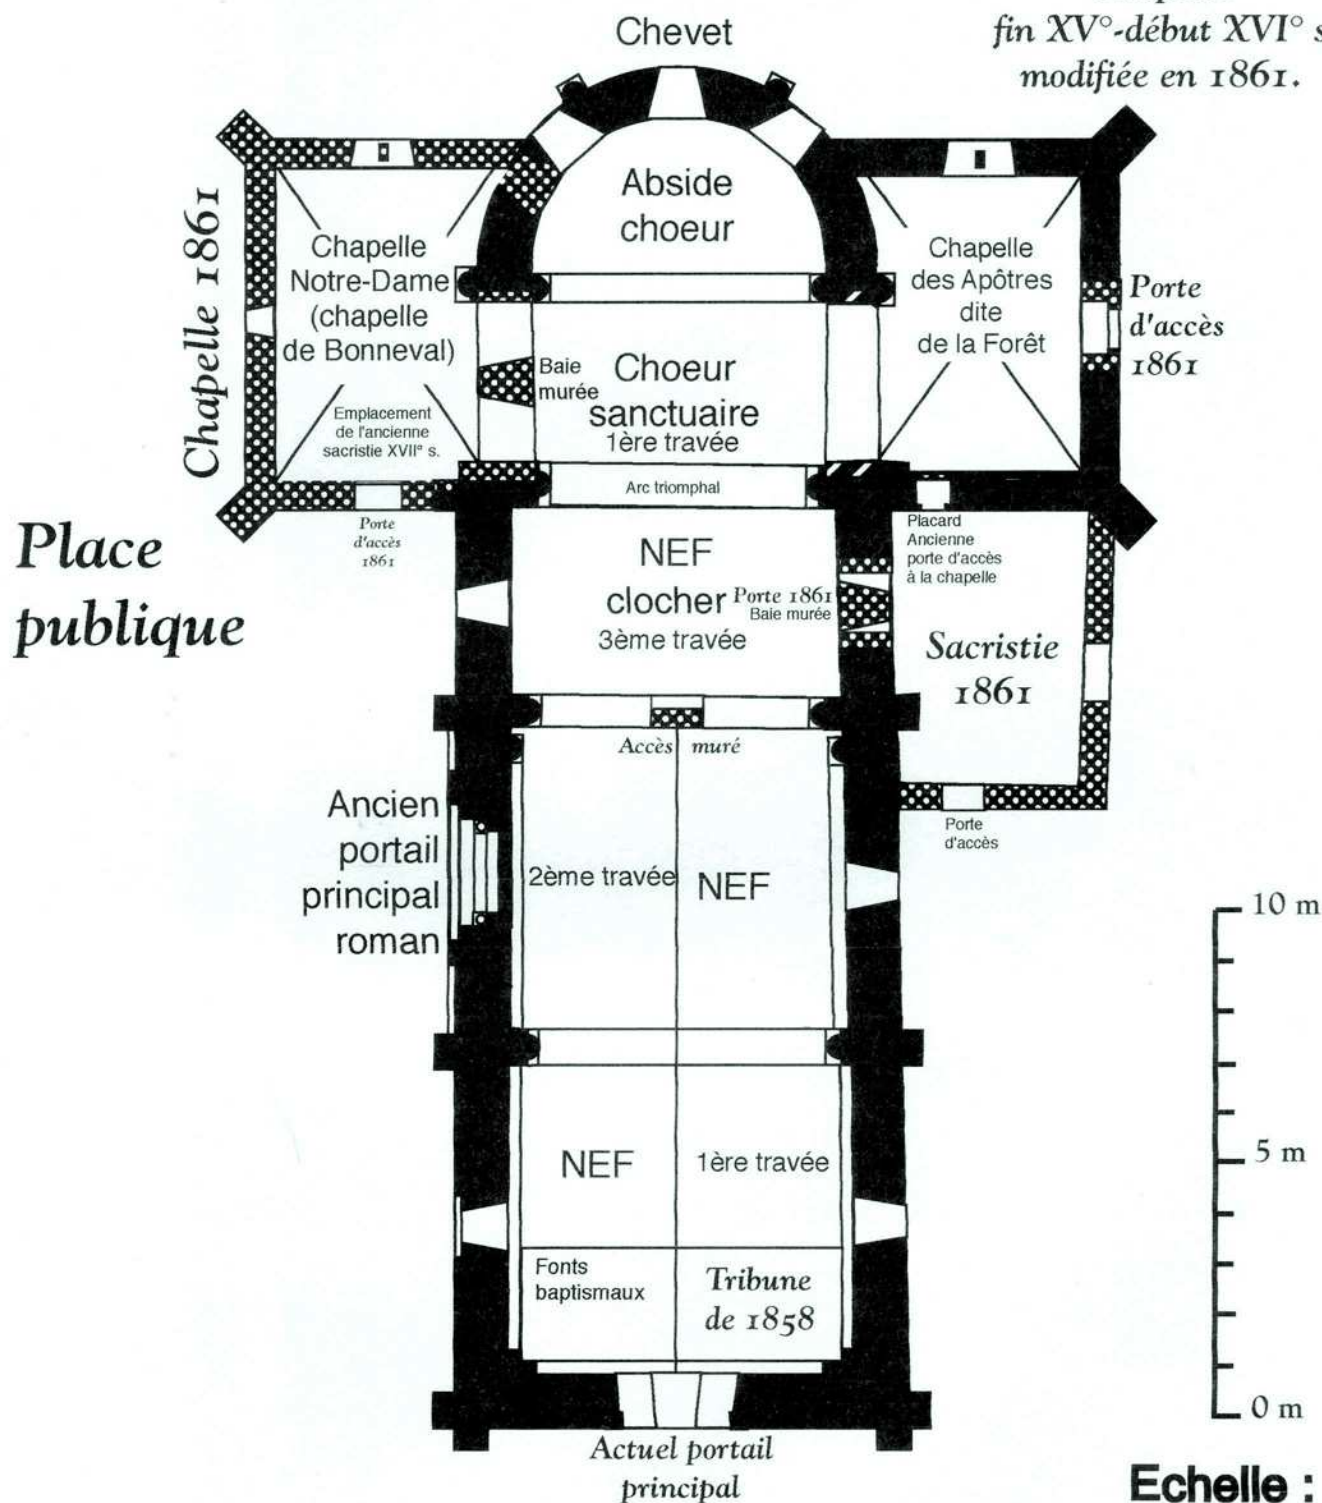 Chevet
fin XV°-début XVI° s
modifiée en 1861.
Abside
choeur
Chapelle 1861
Chapelle
Notre-Dame
(chapelle
de Bonneval)
Emplacement
de l'ancienne
sacristie XVII° s.
Baie
murée
Choeur
sanctuaire
1ère travée
Chapelle
des Apôtres
dite
de la Forêt
Porte
d'accès
1861
Arc triomphal
Place
publique
Porte
d'accès
1861
NEF
clocher
3ème travée
Porte 1861
Baie murée
Placard
Ancienne
porte d'accès
à la chapelle
Sacristie
1861
Accès muré
Porte
d'accès
Ancien
portail
principal
roman
2ème travée
NEF
10 m
5 m
0 m
NEF
1ère travée
Fonts
baptismaux
Tribune
de 1858
Actuel portail
principal
Echelle :